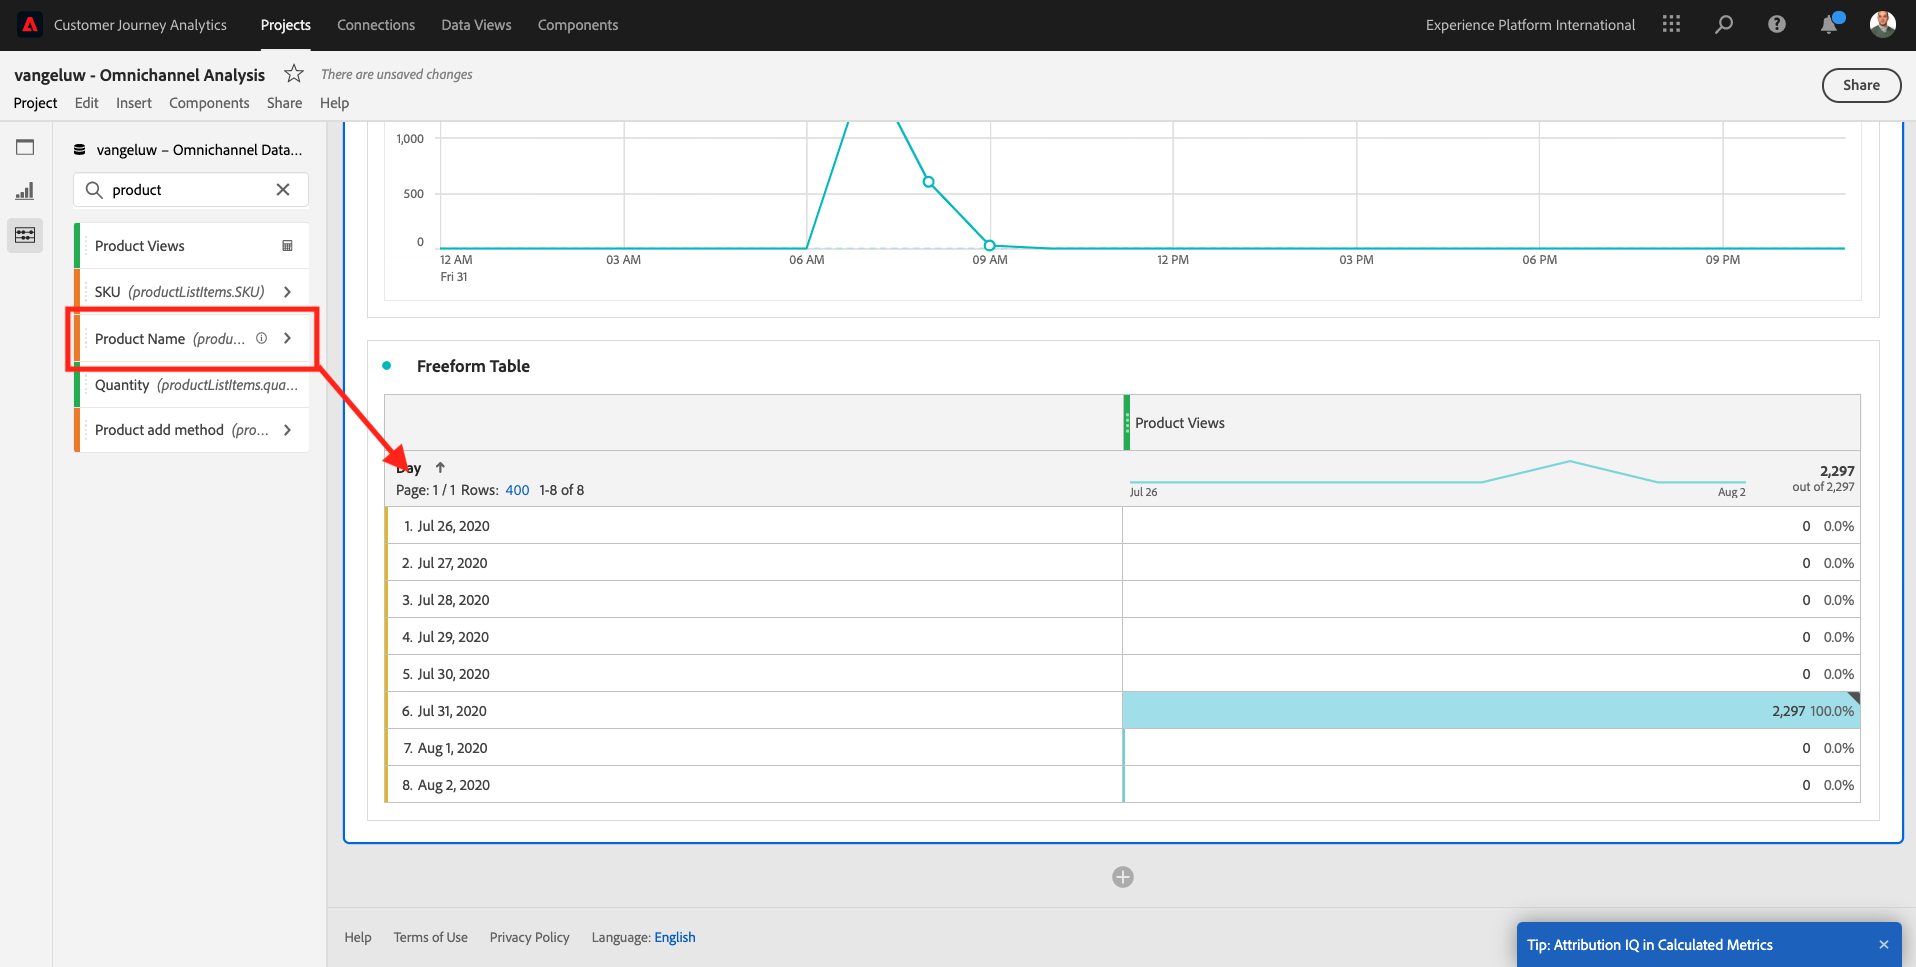 Customer Journey Analytics Projects Connections Data Views Components Experience Platform International
vangeluw - Omnichannel Analysis There are unsaved changes
Share
Project Edit Insert Components Share Help
vangeluw – Omnichannel Data...
product
Product Views
SKU (productListItems.SKU)
Product Name (produ...
Quantity (productListItems.qua...
Product add method (pro...
1,000
500
0
12 AM 03 AM 06 AM 09 AM 12 PM 03 PM 06 PM 09 PM
Fri 31
Freeform Table
Product Views
Day
Page: 1 / 1 Rows: 400 1-8 of 8
Jul 26 Aug 2
2,297
out of 2,297
1. Jul 26, 2020 0 0.0%
2. Jul 27, 2020 0 0.0%
3. Jul 28, 2020 0 0.0%
4. Jul 29, 2020 0 0.0%
5. Jul 30, 2020 0 0.0%
6. Jul 31, 2020 2,297 100.0%
7. Aug 1, 2020 0 0.0%
8. Aug 2, 2020 0 0.0%
Help Terms of Use Privacy Policy Language: English
Tip: Attribution IQ in Calculated Metrics